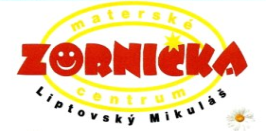 materské
ZORNIČKA
centrum
Liptovský Mikuláš